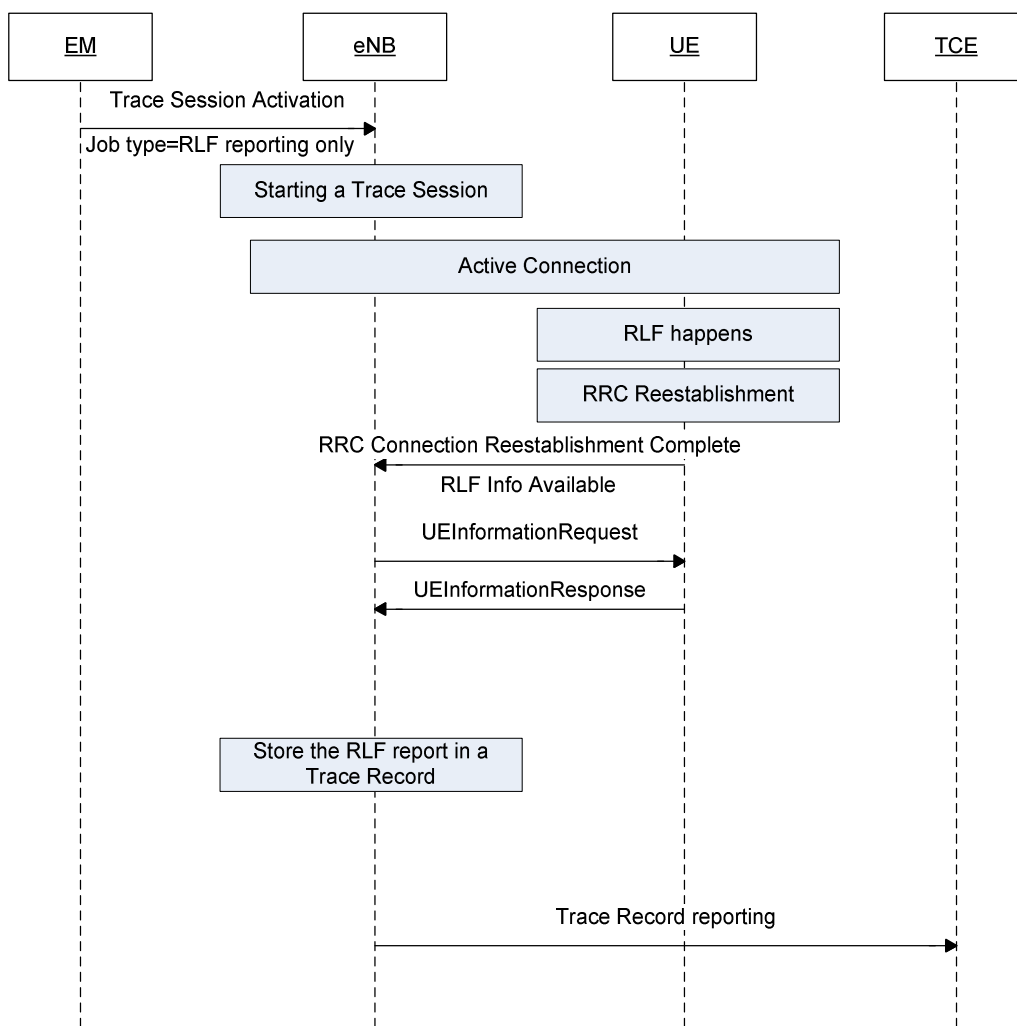 EM
eNB
UE
TCE
Trace Session Activation
Job type=RLF reporting only
Starting a Trace Session
Active Connection
RLF happens
RRC Reestablishment
RRC Connection Reestablishment Complete
RLF Info Available
UEInformationRequest
UEInformationResponse
Store the RLF report in a
Trace Record
Trace Record reporting